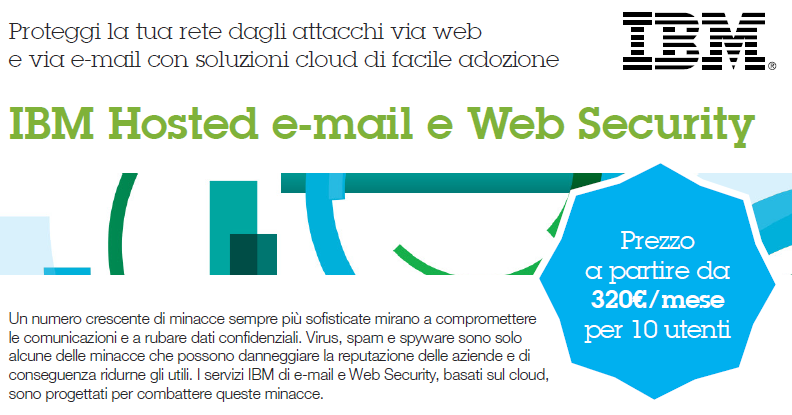 Proteggi la tua rete dagli attacchi via web
e via e-mail con soluzioni cloud di facile adozione
IBM®
IBM Hosted e-mail e Web Security
Prezzo
a partire da
320€/mese
per 10 utenti
Un numero crescente di minacce sempre più sofisticate mirano a compromettere
le comunicazioni e a rubare dati confidenziali. Virus, spam e spyware sono solo
alcune delle minacce che possono danneggiare la reputazione delle aziende e di
conseguenza ridurne gli utili. I servizi IBM di e-mail e Web Security, basati sul cloud,
sono progettati per combattere queste minacce.